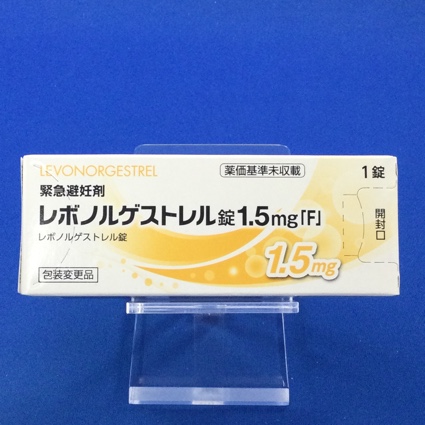 LEVONORGESTREL
薬価基準未収載
1錠
緊急避妊剤
レボノルゲストレル錠1.5mg「F」
レボノルゲストレル錠
開封口
1.5mg
包装変更品